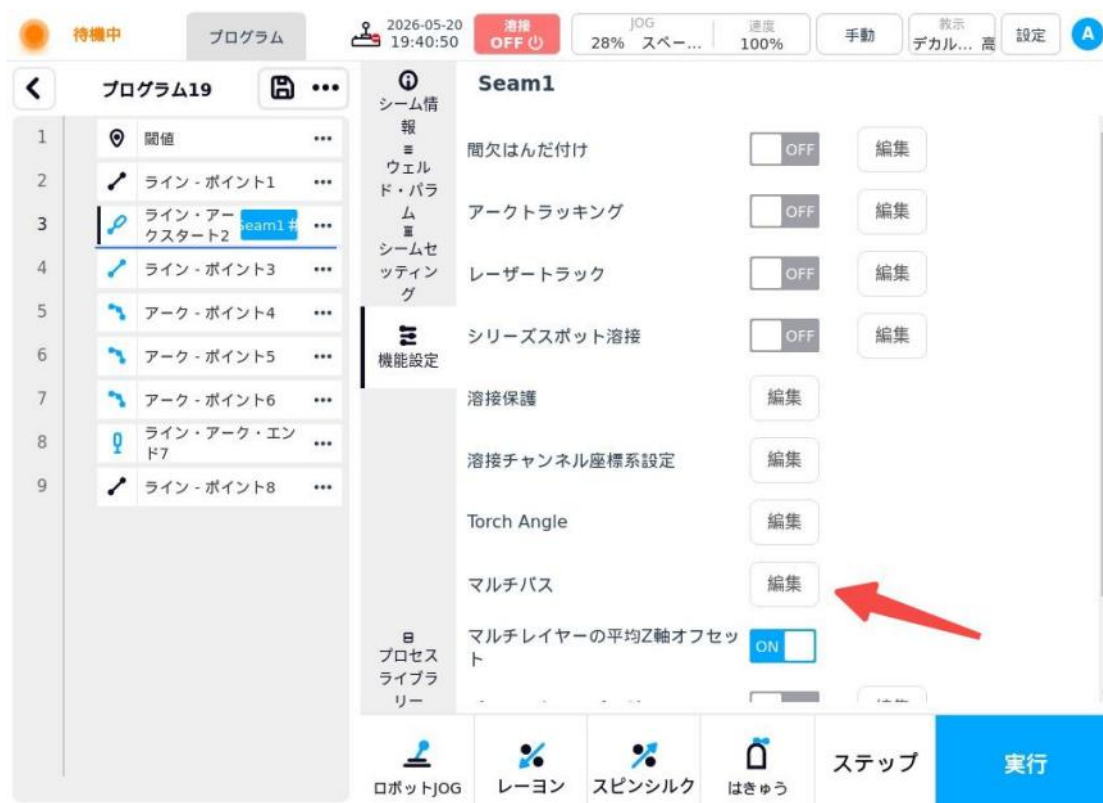 待機中
プログラム
2026-05-20
19:40:50
溶接
OFF
JOG
28% スペー...
速度
100%
手動
教示
デカル... 高
設定
A
プログラム19
1 閾値
2 ライン - ポイント1
3 ライン・アー
クスタート2
Seam1 #
4 ライン - ポイント3
5 アーク - ポイント4
6 アーク - ポイント5
7 アーク - ポイント6
8 ライン・アーク・エン
ド7
9 ライン - ポイント8
シーム情
報
ウェル
ド・パラ
ム
シームセ
ッティン
グ
機能設定
プロセス
ライブラ
リー
Seam1
間欠はんだ付け OFF 編集
アークトラッキング OFF 編集
レーザートラック OFF 編集
シリーズスポット溶接 OFF 編集
溶接保護 編集
溶接チャンネル座標系設定 編集
Torch Angle 編集
マルチパス 編集
マルチレイヤーの平均Z軸オフセッ
ト
ON
ロボットJOG
レーヨン
スピンシルク
はきゅう
ステップ
実行